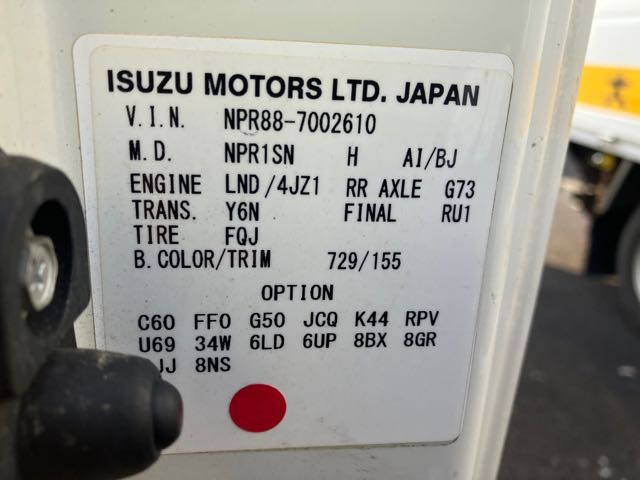 ISUZU MOTORS LTD. JAPAN
V.I.N. NPR88-7002610
M.D. NPR1SN H AI/BJ
ENGINE LND/4JZ1 RR AXLE G73
TRANS. Y6N FINAL RU1
TIRE FQJ
B.COLOR/TRIM 729/155
OPTION
C60 FF0 G50 JCQ K44 RPV
U69 34W 6LD 6UP 8BX 8GR
8NS